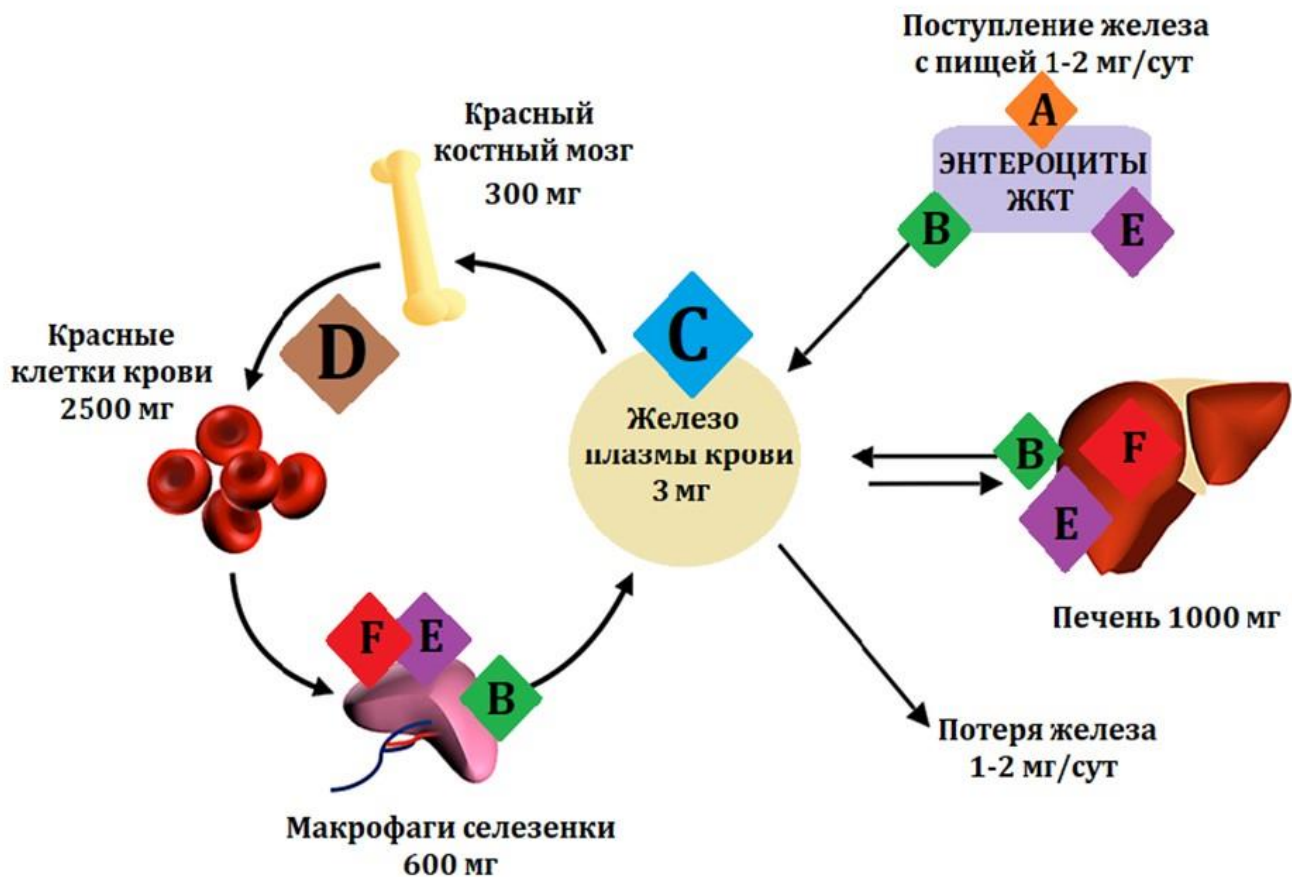 Поступление железа
с пищей 1-2 мг/сут
A
ЭНТЕРОЦИТЫ
ЖКТ
B
E
Красный
костный мозг
300 мг
C
D
Красные
клетки крови
2500 мг
Железо
плазмы крови
3 мг
B
F
E
Печень 1000 мг
F
E
B
Потеря железа
1-2 мг/сут
Макрофаги селезенки
600 мг